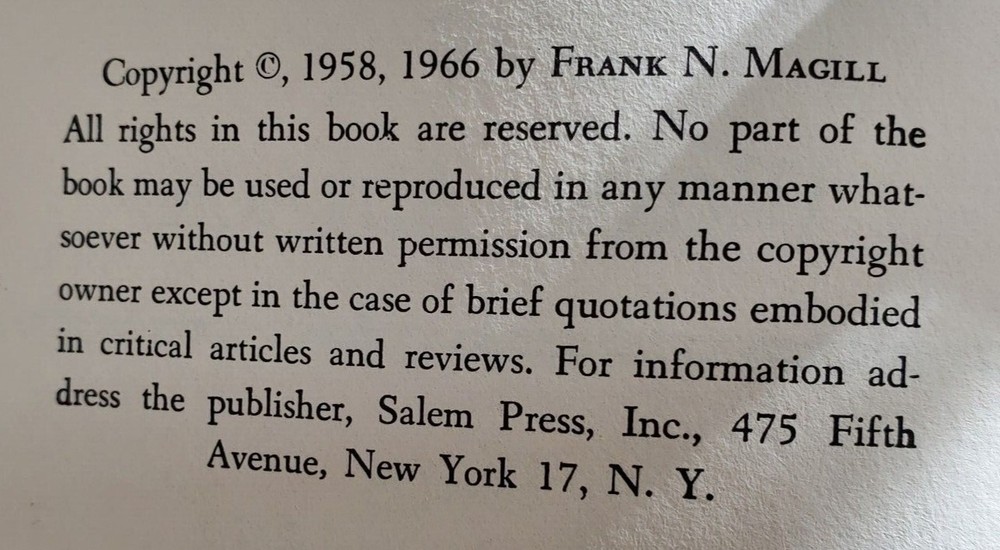 Copyright ©, 1958, 1966 by FRANK N. MAGILL
All rights in this book are reserved. No part of the
book may be used or reproduced in any manner what-
soever without written permission from the copyright
owner except in the case of brief quotations embodied
in critical articles and reviews. For information ad-
dress the publisher, Salem Press, Inc., 475 Fifth
Avenue, New York 17, N. Y.